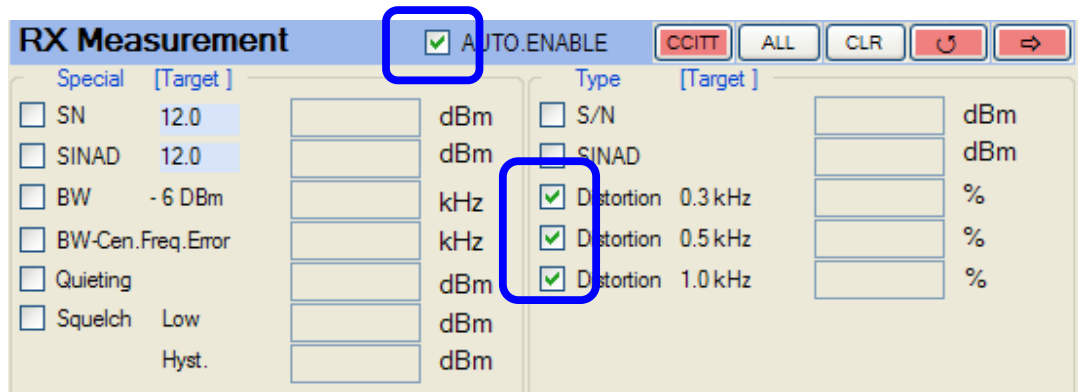 RX Measurement AUTO.ENABLE CCITT ALL CLR
Special [Target ] Type [Target ]
SN 12.0 dBm S/N dBm
SINAD 12.0 dBm SINAD dBm
BW - 6 DBm kHz Distortion 0.3 kHz %
BW-Cen.Freq.Error kHz Distortion 0.5 kHz %
Quieting dBm Distortion 1.0 kHz %
Squelch Low dBm
Hyst. dBm